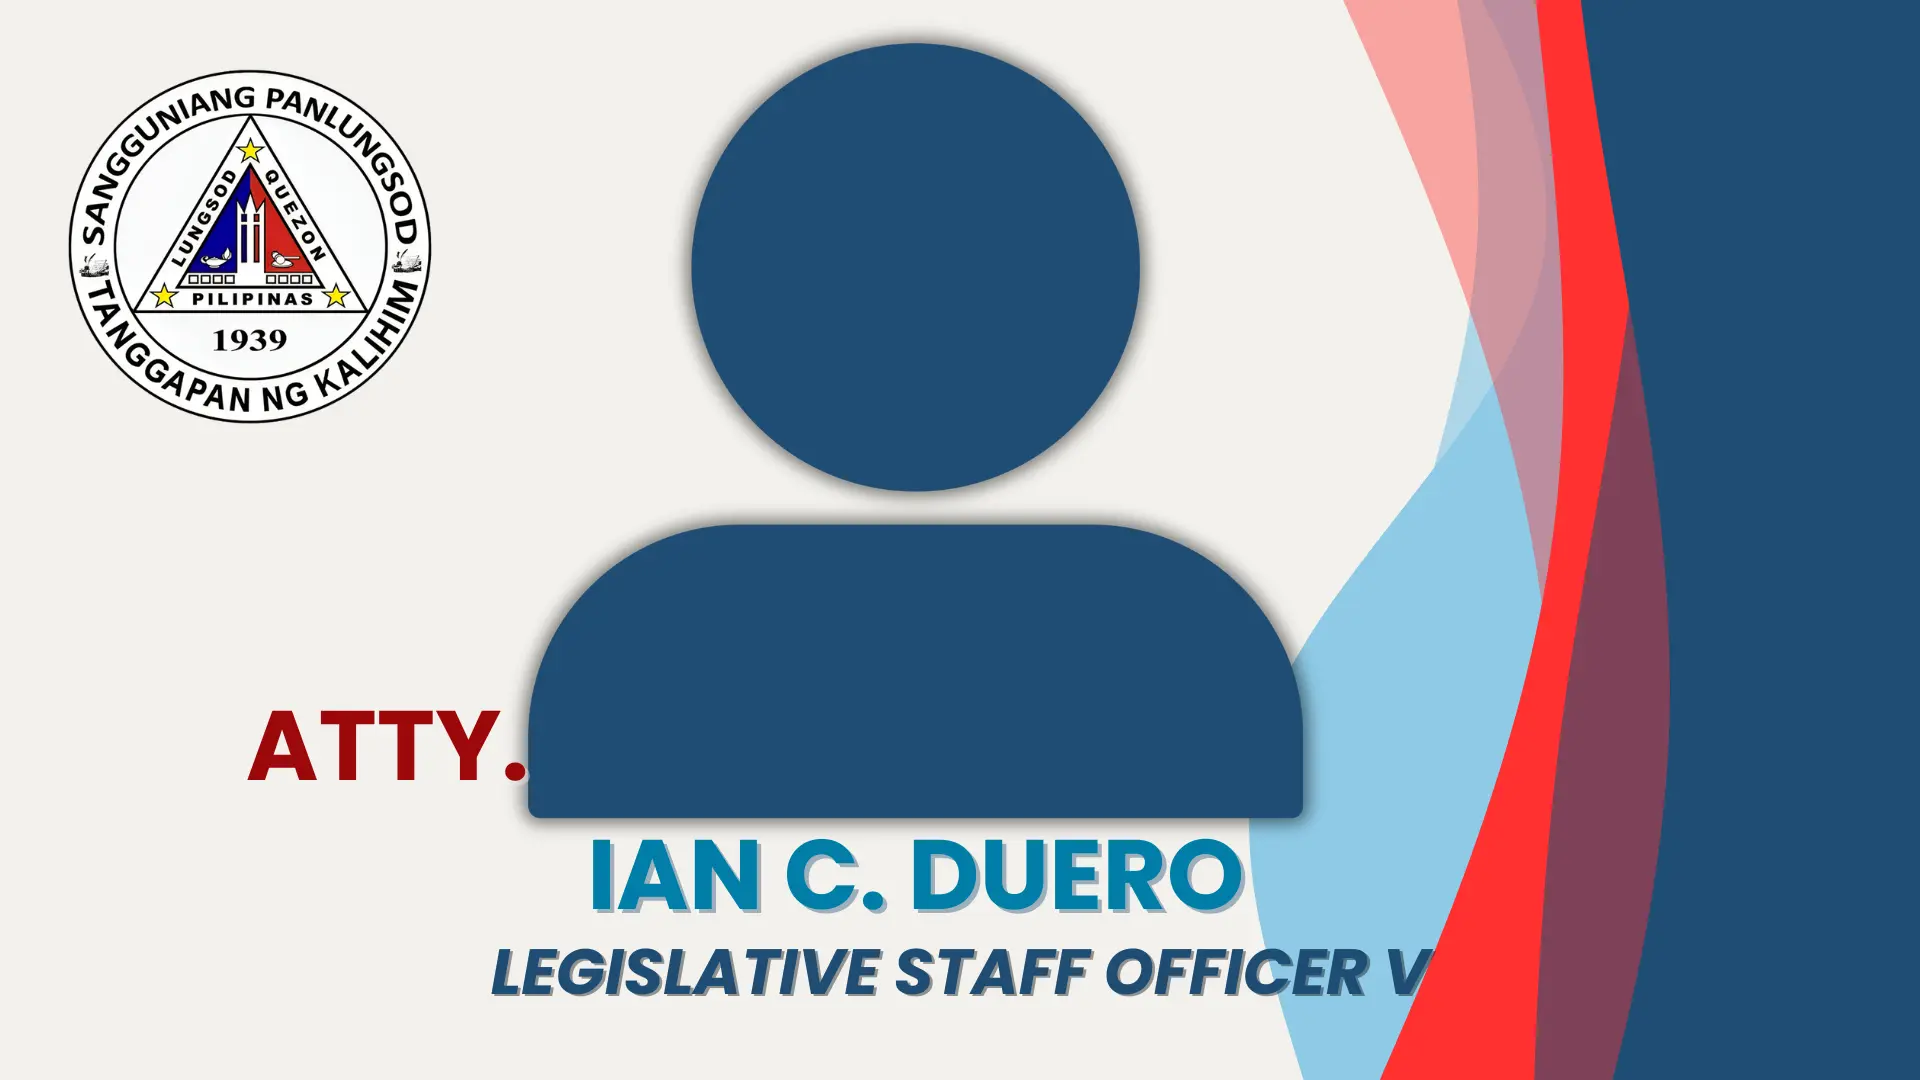 SANGGUNIANG PANLUNGSOD
LUNGSOD QUEZON
PILIPINAS
1939
TANGGAPAN NG KALIHIM
ATTY.
IAN C. DUERO
LEGISLATIVE STAFF OFFICER V